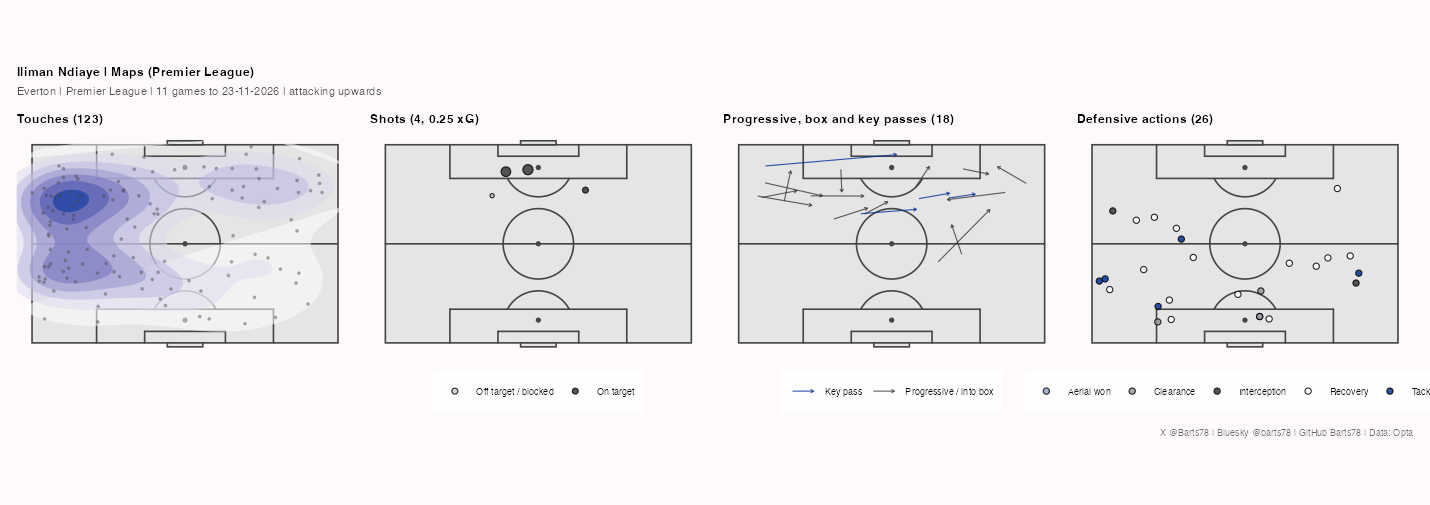 Iliman Ndiaye | Maps (Premier League)
Everton | Premier League | 11 games to 23-11-2026 | attacking upwards
Touches (123)
Shots (4, 0.25 xG)
Progressive, box and key passes (18)
Defensive actions (26)
Off target / blocked
On target
Key pass
Progressive / into box
Aerial won
Clearance
Interception
Recovery
Tack
X @Barts78 | Bluesky @barts78 | GitHub Barts78 | Data: Opta